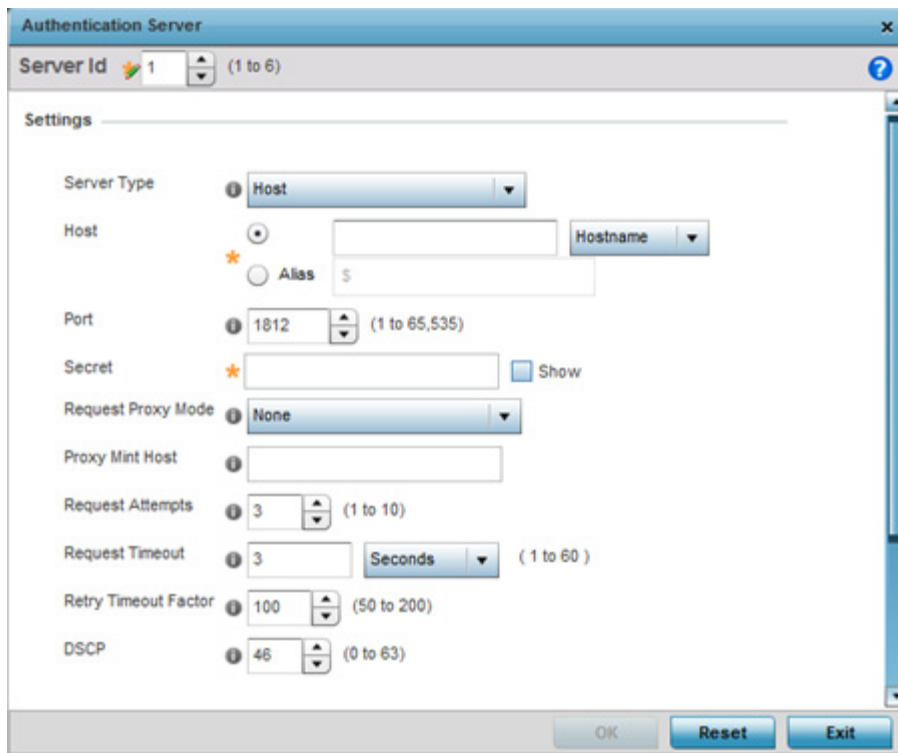 Authentication Server
Server Id 1 (1 to 6)
Settings
Server Type Host
Host Hostname
Alias $
Port 1812 (1 to 65,535)
Secret Show
Request Proxy Mode None
Proxy Mint Host
Request Attempts 3 (1 to 10)
Request Timeout 3 Seconds ( 1 to 60 )
Retry Timeout Factor 100 (50 to 200)
DSCP 46 (0 to 63)
OK Reset Exit